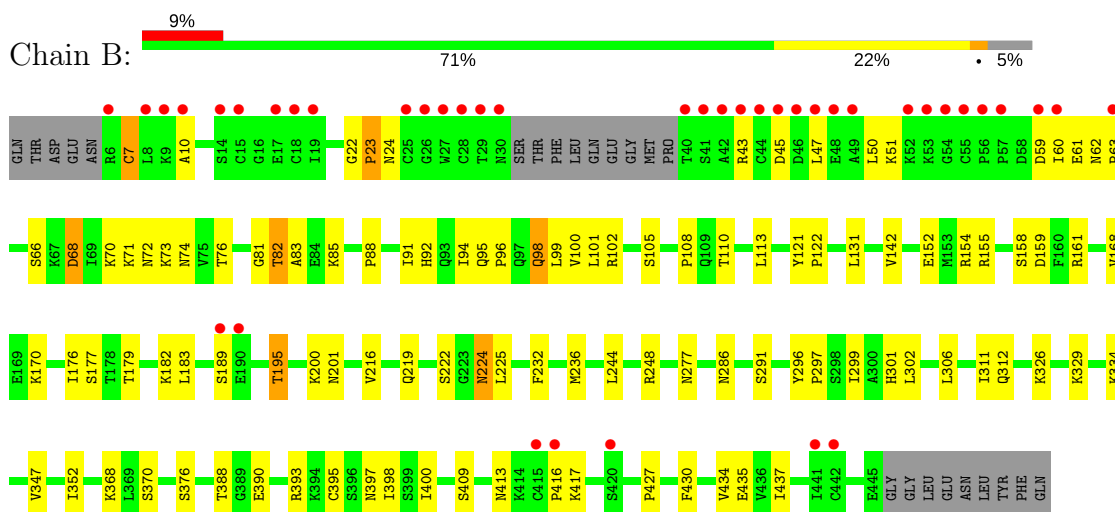 Chain B:
9%
71%
22%
•
5%
GLN THR ASP GLU ASN R6 C7 L8 K9 A10 S14 C15 G16 E17 C18 I19 G22 P23 N24 C25 G26 W27 C28 T29 N30 SER THR PHE LEU GLN GLU GLY MET PRO T40 S41 A42 R43 C44 D45 D46 L47 E48 A49 L50 K51 K52 K53 G54 C55 P56 P57 D58 D59 I60 E61 N62 P63
S66 K67 D68 I69 K70 K71 N72 K73 N74 V75 T76 G81 T82 A83 E84 K85 P88 I91 H92 Q93 I94 Q95 P96 Q97 Q98 L99 V100 L101 R102 S105 P108 Q109 T110 L113 Y121 P122 L131 V142 E152 M153 R154 R155 S158 D159 F160 R161 V168
E169 K170 I176 S177 T178 T179 K182 L183 S189 E190 T195 K200 N201 V216 Q219 S222 G223 N224 L225 F232 M236 L244 R248 N277 N286 S291 Y296 P297 S298 I299 A300 H301 L302 L306 I311 Q312 K326 K329 K334
V347 I352 K368 L369 S370 S376 T388 G389 E390 R393 K394 C395 S396 N397 I398 S399 I400 S409 N413 K414 C415 P416 K417 S420 P427 F430 V434 E435 V436 I437 I441 C442 E445 GLY GLY LEU GLU ASN LEU TYR PHE GLN